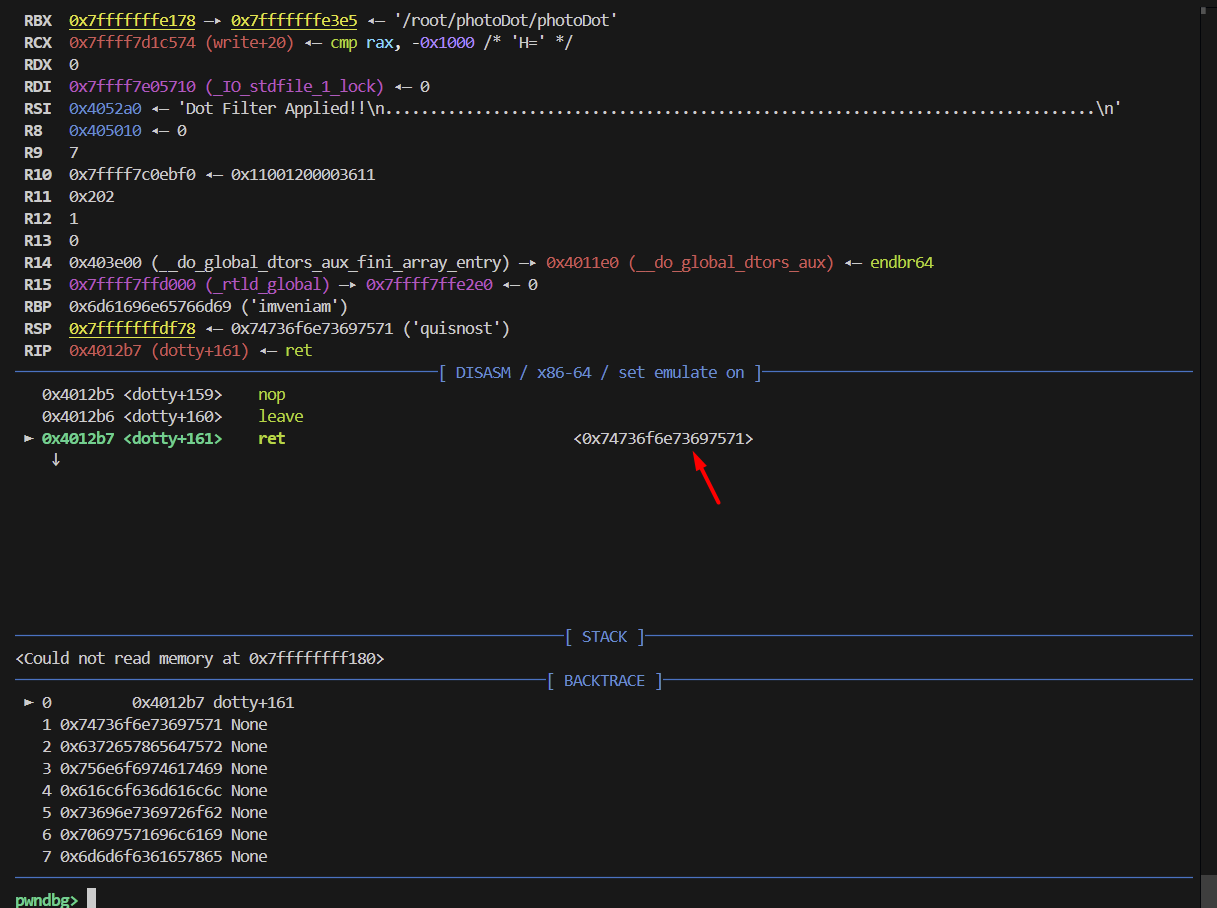 RBX 0x7fffffffe178 —▸ 0x7fffffffe3e5 ◂— '/root/photoDot/photoDot'
RCX 0x7ffff7d1c574 (write+20) ◂— cmp rax, -0x1000 /* 'H=' */
RDX 0
RDI 0x7ffff7e05710 (_IO_stdfile_1_lock) ◂— 0
RSI 0x4052a0 ◂— 'Dot Filter Applied!!\n...............................................................................\n'
R8 0x405010 ◂— 0
R9 7
R10 0x7ffff7c0ebf0 ◂— 0x11001200003611
R11 0x202
R12 1
R13 0
R14 0x403e00 (__do_global_dtors_aux_fini_array_entry) —▸ 0x4011e0 (__do_global_dtors_aux) ◂— endbr64
R15 0x7ffff7ffd000 (_rtld_global) —▸ 0x7ffff7ffe2e0 ◂— 0
RBP 0x6d61696e65766d69 ('imveniam')
RSP 0x7fffffffdf78 ◂— 0x74736f6e73697571 ('quisnost')
RIP 0x4012b7 (dotty+161) ◂— ret
[ DISASM / x86-64 / set emulate on ]
0x4012b5 <dotty+159> nop
0x4012b6 <dotty+160> leave
► 0x4012b7 <dotty+161> ret <0x74736f6e73697571>
↓
[ STACK ]
<Could not read memory at 0x7ffffffff180>
[ BACKTRACE ]
► 0 0x4012b7 dotty+161
1 0x74736f6e73697571 None
2 0x6372657865647572 None
3 0x756e6f6974617469 None
4 0x616c6f636d616c6c None
5 0x73696e7369726f62 None
6 0x70697571696c6169 None
7 0x6d6d6f6361657865 None
pwndbg>